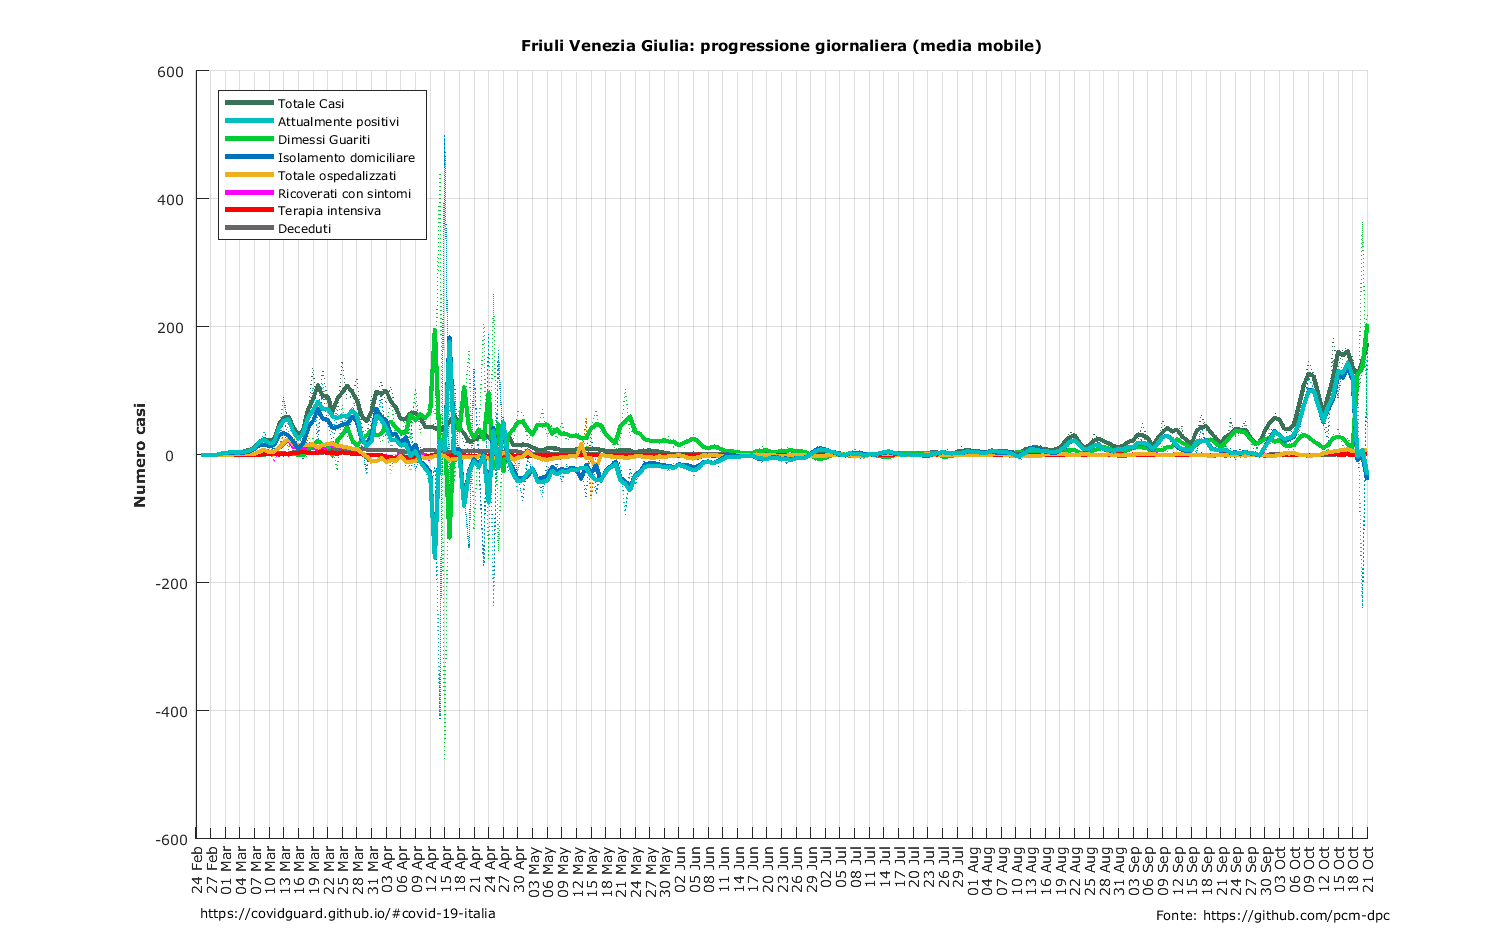 Friuli Venezia Giulia: progressione giornaliera (media mobile)
600
400
200
0
-200
-400
-600
Numero casi
Totale Casi
Attualmente positivi
Dimessi Guariti
Isolamento domiciliare
Totale ospedalizzati
Ricoverati con sintomi
Terapia intensiva
Deceduti
24 Feb
27 Feb
01 Mar
04 Mar
07 Mar
10 Mar
13 Mar
16 Mar
19 Mar
22 Mar
25 Mar
28 Mar
31 Mar
03 Apr
06 Apr
09 Apr
12 Apr
15 Apr
18 Apr
21 Apr
24 Apr
27 Apr
30 Apr
03 May
06 May
09 May
12 May
15 May
18 May
21 May
24 May
27 May
30 May
02 Jun
05 Jun
08 Jun
11 Jun
14 Jun
17 Jun
20 Jun
23 Jun
26 Jun
29 Jun
02 Jul
05 Jul
08 Jul
11 Jul
14 Jul
17 Jul
20 Jul
23 Jul
26 Jul
29 Jul
01 Aug
04 Aug
07 Aug
10 Aug
13 Aug
16 Aug
19 Aug
22 Aug
25 Aug
28 Aug
31 Aug
03 Sep
06 Sep
09 Sep
12 Sep
15 Sep
18 Sep
21 Sep
24 Sep
27 Sep
30 Sep
03 Oct
06 Oct
09 Oct
12 Oct
15 Oct
18 Oct
21 Oct
https://covidguard.github.io/#covid-19-italia
Fonte: https://github.com/pcm-dpc